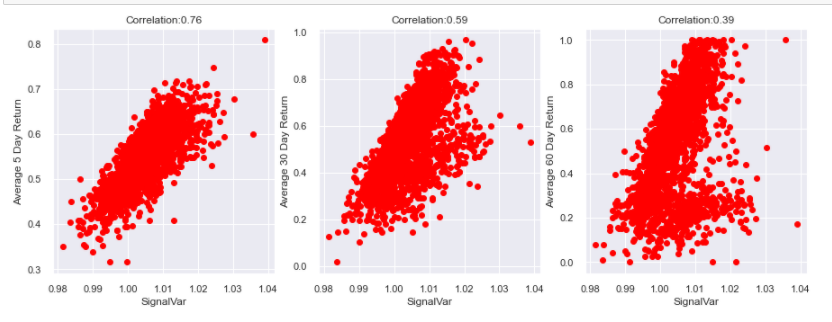 Correlation:0.76
Average 5 Day Return
0.8
0.7
0.6
0.5
0.4
0.3
0.98 0.99 1.00 1.01 1.02 1.03 1.04
SignalVar
Correlation:0.59
Average 30 Day Return
1.0
0.8
0.6
0.4
0.2
0.0
0.98 0.99 1.00 1.01 1.02 1.03 1.04
SignalVar
Correlation:0.39
Average 60 Day Return
1.0
0.8
0.6
0.4
0.2
0.0
0.98 0.99 1.00 1.01 1.02 1.03 1.04
SignalVar